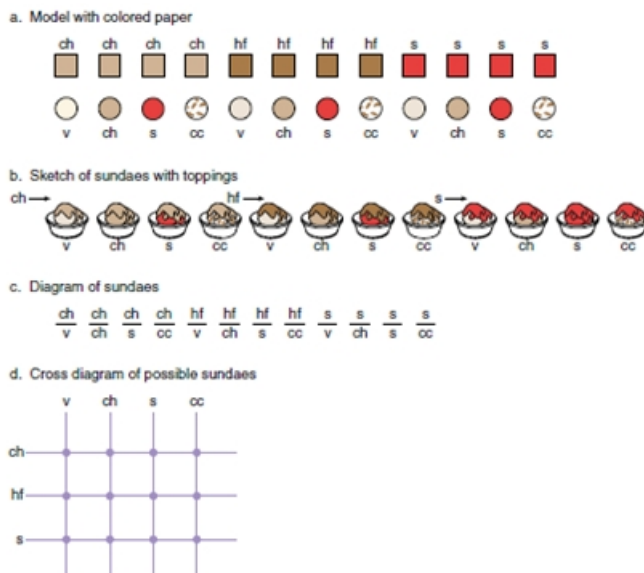 a. Model with colored paper
ch ch ch ch hf hf hf hf s s s s
v ch s cc v ch s cc v ch s cc
b. Sketch of sundaes with toppings
ch hf s
v ch s cc v ch s cc v ch s cc
c. Diagram of sundaes
ch ch ch ch hf hf hf hf s s s s
v ch s cc v ch s cc v ch s cc
d. Cross diagram of possible sundaes
v ch s cc
ch
hf
s